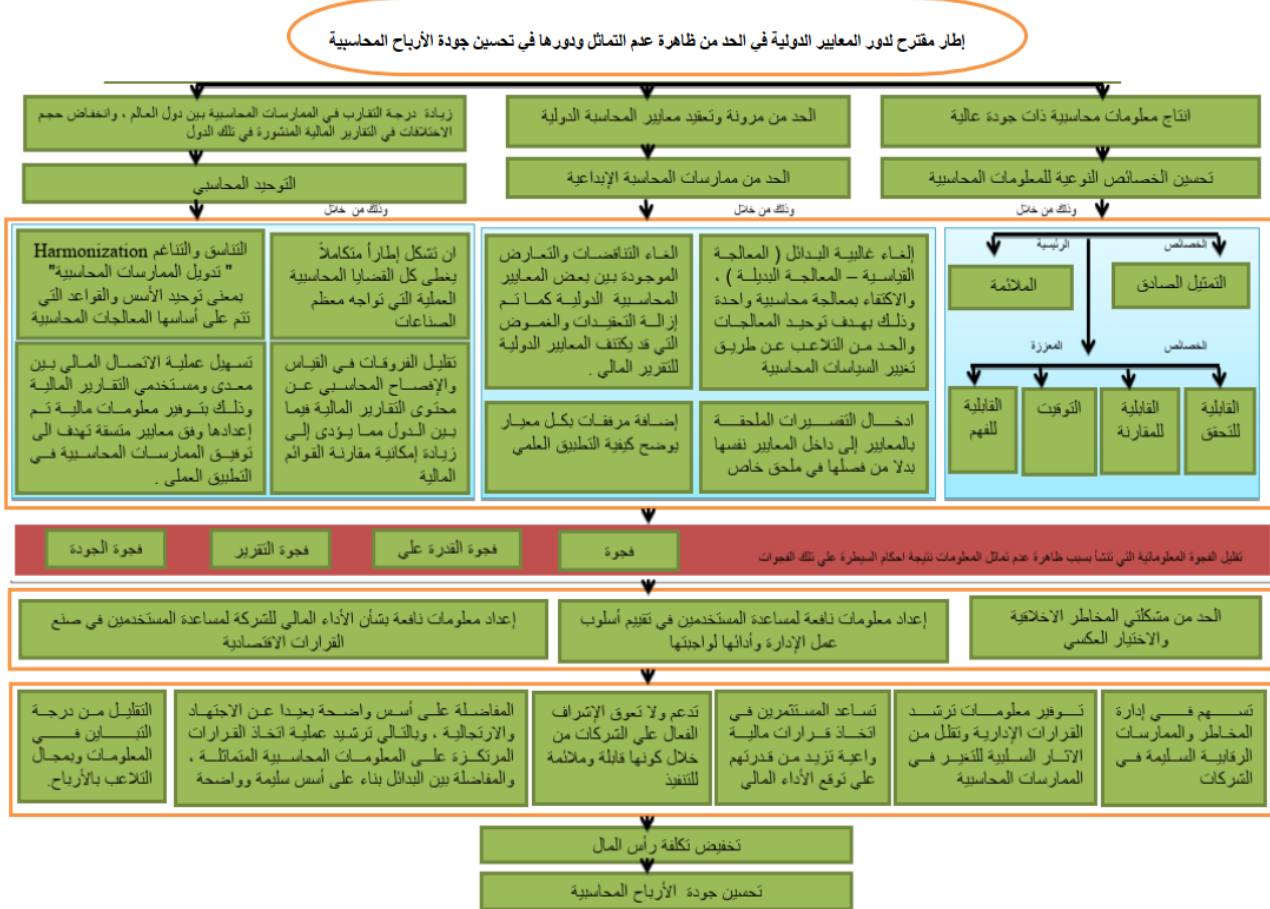 إطار مقترح لدور المعايير الدولية في الحد من ظاهرة عدم التماثل ودورها في تحسين جودة الأرباح المحاسبية
انتاج معلومات محاسبية ذات جودة عالية
الحد من مرونة وتعقيد معايير المحاسبة الدولية
زيادة درجة التقارب في الممارسات المحاسبية بين دول العالم ، وانخفاض حجم
الاختلافات في التقارير المالية المنشورة في تلك الدول
تحسين الخصائص النوعية للمعلومات المحاسبية
الحد من ممارسات المحاسبة الإبداعية
التوحيد المحاسبي
وذلك من خلال
وذلك من خلال
وذلك من خلال
الخصائص
الرئيسية
التمثيل الصادق
الملائمة
الخصائص
المعززة
القابلية
للتحقق
القابلية
للمقارنة
التوقيت
القابلية
للفهم
إلغاء غالبية البدائل ( المعالجة
القياسية – المعالجة البديلة ) ،
والاكتفاء بمعالجة محاسبية واحدة
وذلك بهدف توحيد المعالجات
والحد من التلاعب عن طريق
تغيير السياسات المحاسبية
الغاء التناقضات والتعارض
الموجودة بين بعض المعايير
المحاسبية الدولية كما تم
إزالة التعقيدات والغموض
التي قد يكتنف المعايير الدولية
للتقرير المالي .
ادخال التفسيرات الملحقة
بالمعايير إلى داخل المعايير نفسها
بدلا من فصلها في ملحق خاص
إضافة مرفقات بكل معيار
يوضح كيفية التطبيق العلمي
ان تشكل إطاراً متكاملاً
يغطى كل القضايا المحاسبية
العملية التي تواجه معظم
الصناعات
التناسق والتناغم Harmonization
" تدويل الممارسات المحاسبية"
بمعنى توحيد الأسس والقواعد التي
تتم على أساسها المعالجات المحاسبية
تقليل الفروقات في القياس
والإفصاح المحاسبي عن
محتوى التقارير المالية فيما
بين الدول مما يؤدى إلى
زيادة إمكانية مقارنة القوائم
المالية
تسهيل عملية الاتصال المالي بين
معدى ومستخدمي التقارير المالية
وذلك بتوفير معلومات مالية تم
إعدادها وفق معايير متسقة تهدف الى
توفيق الممارسات المحاسبية في
التطبيق العملى .
تقليل الفجوة المعلوماتية التي تنشأ بسبب ظاهرة عدم تماثل المعلومات نتيجة احكام السيطرة علي تلك الفجوات
فجوة
فجوة القدرة علي
فجوة التقرير
فجوة الجودة
الحد من مشكلتي المخاطر الاخلاقية
والاختيار العكسي
إعداد معلومات نافعة لمساعدة المستخدمين في تقييم أسلوب
عمل الإدارة وأدائها لواجبتها
إعداد معلومات نافعة بشأن الأداء المالي للشركة لمساعدة المستخدمين في صنع
القرارات الاقتصادية
تسهم في إدارة
المخاطر والممارسات
الرقابية السليمة في
الشركات
توفير معلومات ترشد
القرارات الإدارية وتقلل من
الاثار السلبية للتغير في
الممارسات المحاسبية
تساعد المستثمرين في
اتخاذ قرارات مالية
واعية تزيد من قدرتهم
علي توقع الأداء المالي
تدعم ولا تعوق الإشراف
الفعال علي الشركات من
خلال كونها قابلة وملائمة
للتنفيذ
المفاضلة على أسس واضحة بعيدا عن الاجتهاد
والارتجالية ، وبالتالي ترشيد عملية اتخاذ القرارات
المرتكزة على المعلومات المحاسبية المتماثلة ،
والمفاضلة بين البدائل بناء على أسس سليمة وواضحة
التقليل من درجة
التباين في
المعلومات وبمجال
التلاعب بالأرباح.
تخفيض تكلفة رأس المال
تحسين جودة الأرباح المحاسبية